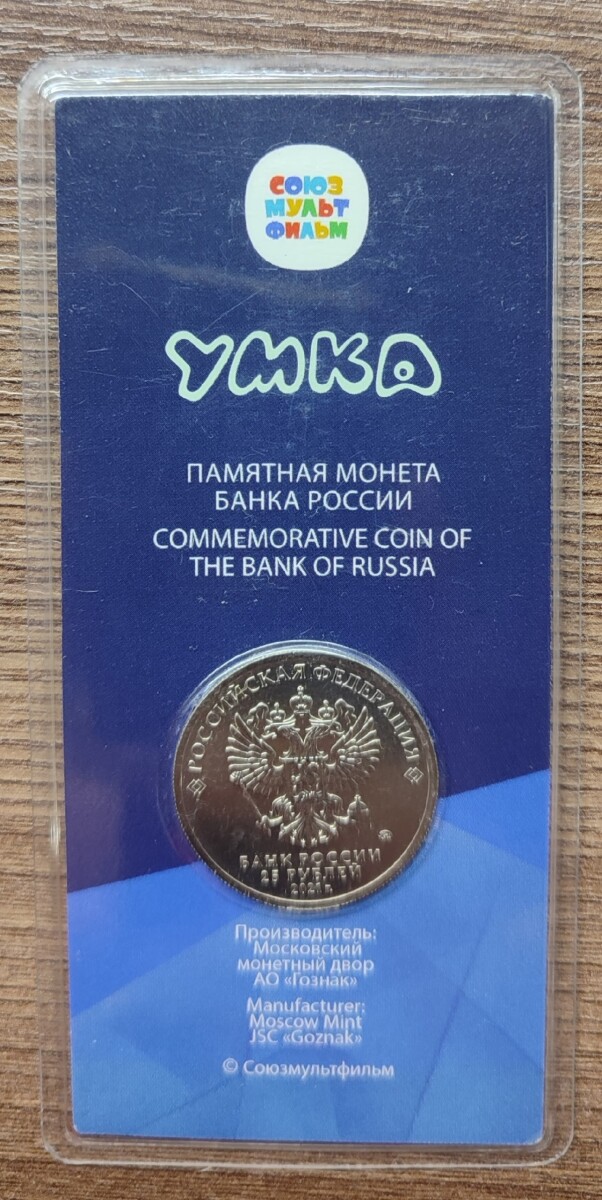 СОЮЗ
МУЛЬТ
ФИЛЬМ
УМКА
ПАМЯТНАЯ МОНЕТА
БАНКА РОССИИ
COMMEMORATIVE COIN OF
THE BANK OF RUSSIA
РОССИЙСКАЯ ФЕДЕРАЦИЯ
БАНК РОССИИ
25 РУБЛЕЙ
2021 г.
Производитель:
Московский
монетный двор
АО «Гознак»
Manufacturer:
Moscow Mint
JSC «Goznak»
© Союзмультфильм